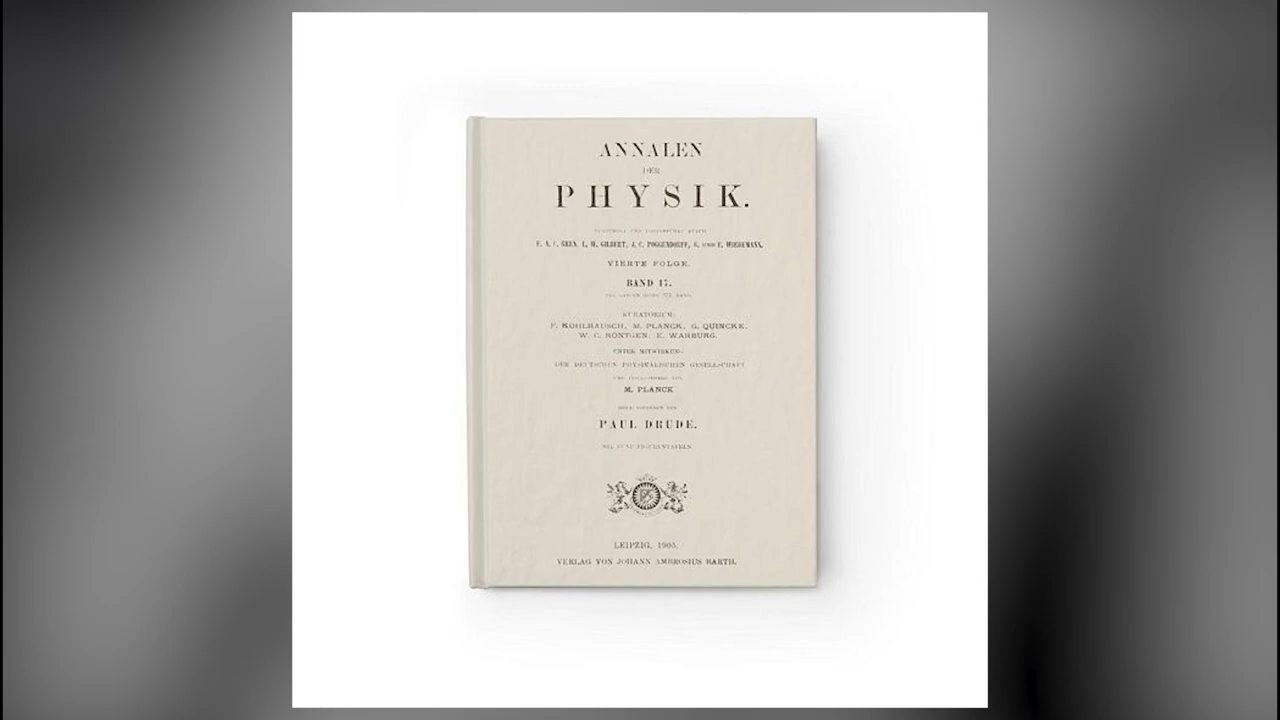 ANNALEN
DER
PHYSIK.
F. A. C. GREN, L. W. GILBERT, J. C. POGGENDORFF, G. UND E. WIEDEMANN.
VIERTE FOLGE.
BAND 17.
KURATORIUM:
F. KOHLRAUSCH, M. PLANCK, G. QUINCKE,
W. C. RÖNTGEN, E. WARBURG.
UNTER MITWIRKUNG
DER DEUTSCHEN PHYSIKALISCHEN GESELLSCHAFT
M. PLANCK
PAUL DRUDE.
LEIPZIG, 1905.
VERLAG VON JOHANN AMBROSIUS BARTH.